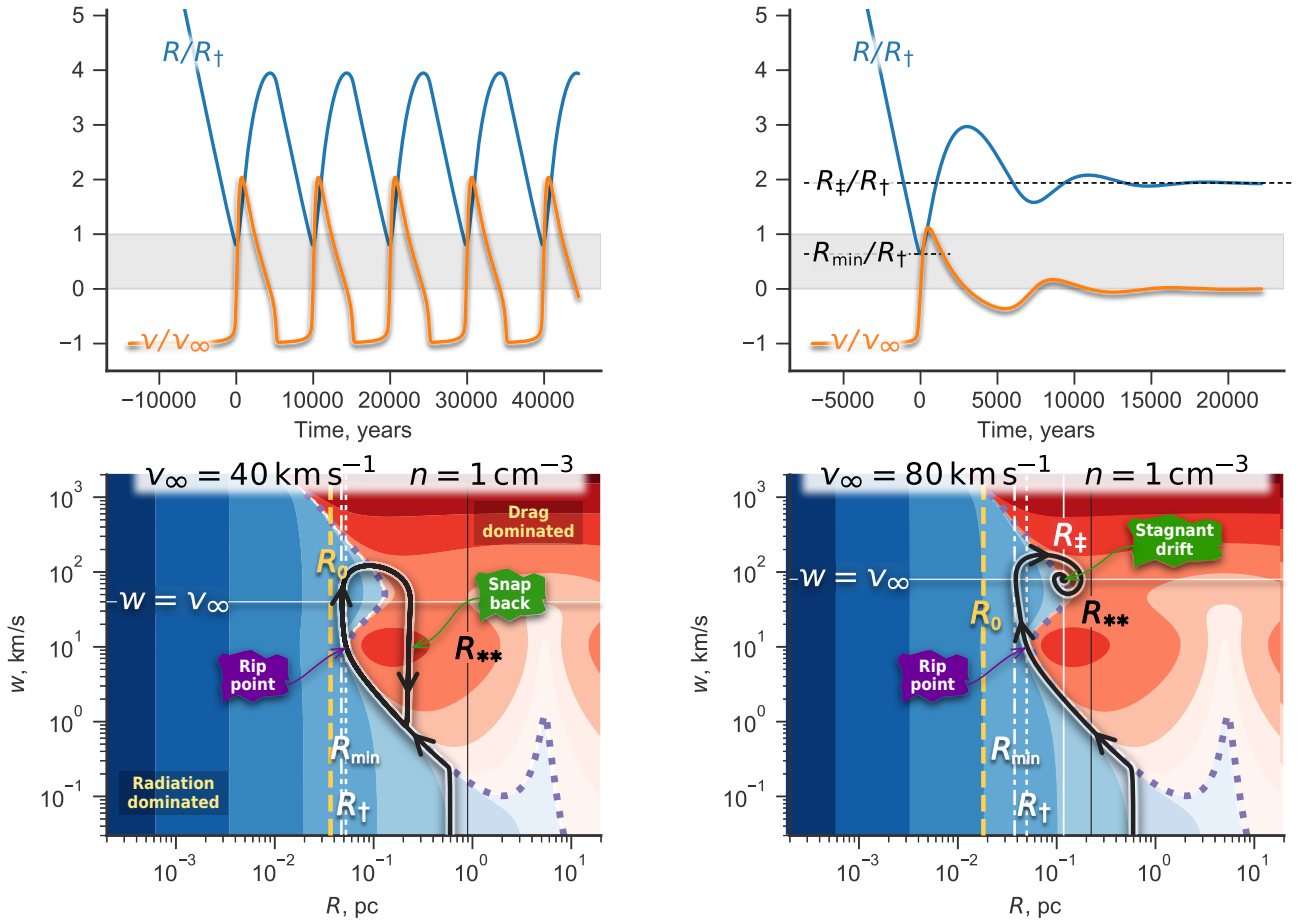 5
4
3
2
1
0
−1
R/R†
v/v∞
−10000 0 10000 20000 30000 40000
Time, years
5
4
3
2
1
0
−1
R/R†
R‡/R†
Rmin/R†
v/v∞
−5000 0 5000 10000 15000 20000
Time, years
v∞ = 40 km s⁻¹ n = 1 cm⁻³
10³
10²
10¹
10⁰
10⁻¹
w, km/s
Drag
dominated
R₀
Snap
back
w = v∞
R**
Rip
point
Rmin
R†
Radiation
dominated
10⁻³ 10⁻² 10⁻¹ 10⁰ 10¹
R, pc
v∞ = 80 km s⁻¹ n = 1 cm⁻³
10³
10²
10¹
10⁰
10⁻¹
w, km/s
R‡
Stagnant
drift
w = v∞
R₀
R**
Rip
point
Rmin
R†
10⁻³ 10⁻² 10⁻¹ 10⁰ 10¹
R, pc